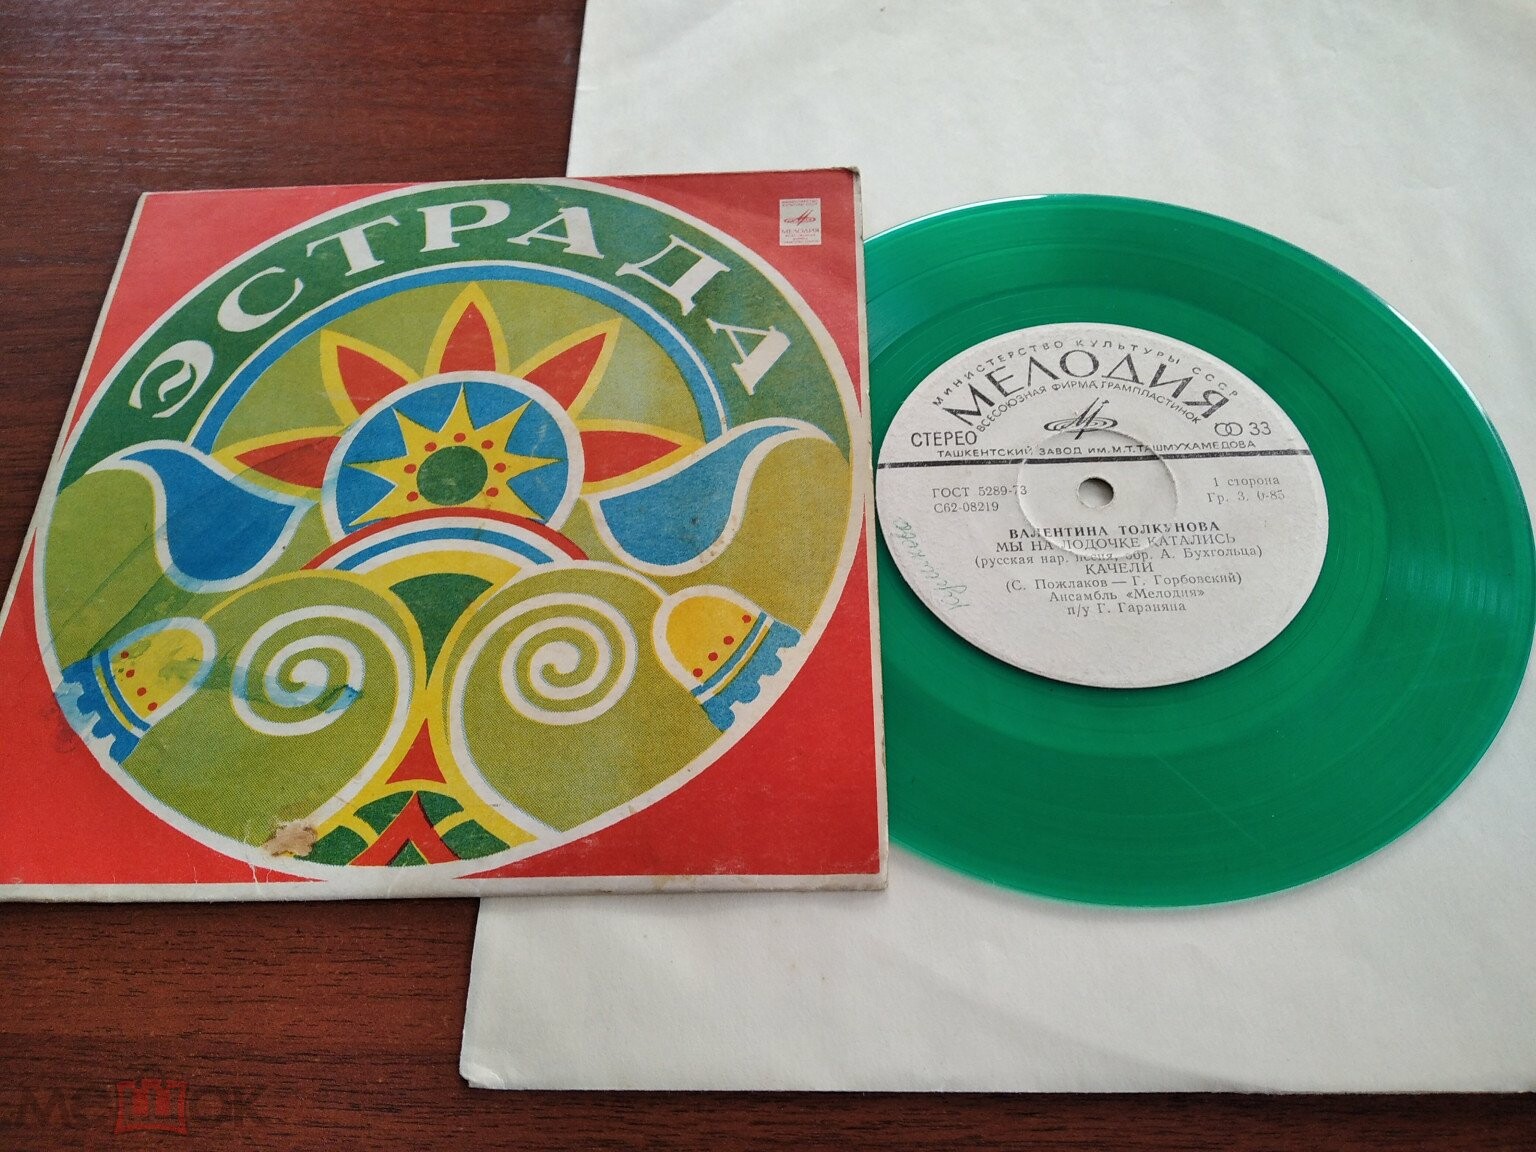 ЭСТРАДА
МЕЛОДИЯ
МИНИСТЕРСТВО КУЛЬТУРЫ СССР
МЕЛОДИЯ
ВСЕСОЮЗНАЯ ФИРМА ГРАМПЛАСТИНОК
СТЕРЕО
33
ТАШКЕНТСКИЙ ЗАВОД ИМ. М.Т. ТАШМУХАМЕДОВА
ГОСТ 5289-73
С62-08219
1 сторона
Гр. 3. 0-85
ВАЛЕНТИНА ТОЛКУНОВА
МЫ НА ЛОДОЧКЕ КАТАЛИСЬ
(русская нар. песня, обр. А. Бухгольца)
КАЧЕЛИ
(С. Пожлаков — Г. Горбовский)
Ансамбль «Мелодия»
п/у Г. Гараняна
мешок